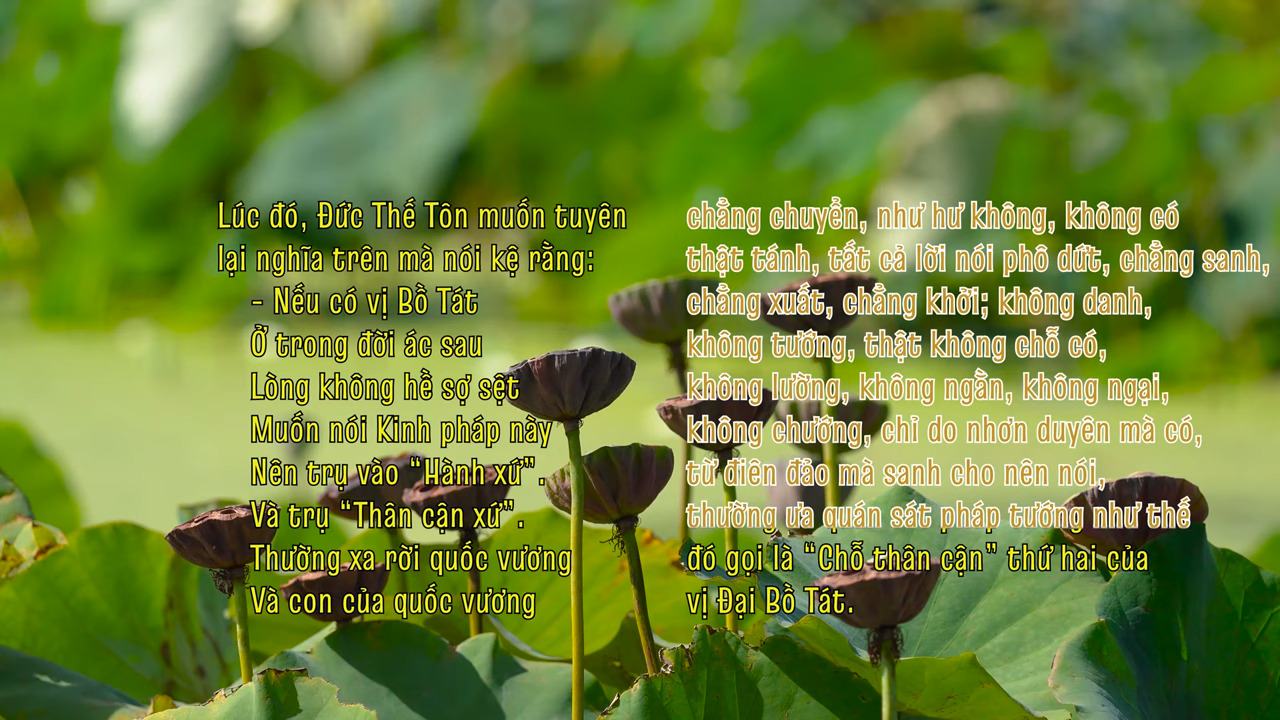 Lúc đó, Đức Thế Tôn muốn tuyên
lại nghĩa trên mà nói kệ rằng:
- Nếu có vị Bồ Tát
Ở trong đời ác sau
Lòng không hề sợ sệt
Muốn nói Kinh pháp này
Nên trụ vào “Hành xứ”.
Và trụ “Thân cận xứ”.
Thường xa rời quốc vương
Và con của quốc vương
chẳng chuyển, như hư không, không có
thật tánh, tất cả lời nói phô dứt, chẳng sanh,
chẳng xuất, chẳng khởi; không danh,
không tướng, thật không chỗ có,
không lường, không ngằn, không ngại,
không chướng, chỉ do nhơn duyên mà có,
từ điên đảo mà sanh cho nên nói,
thường ưa quán sát pháp tướng như thế
đó gọi là “Chỗ thân cận” thứ hai của
vị Đại Bồ Tát.